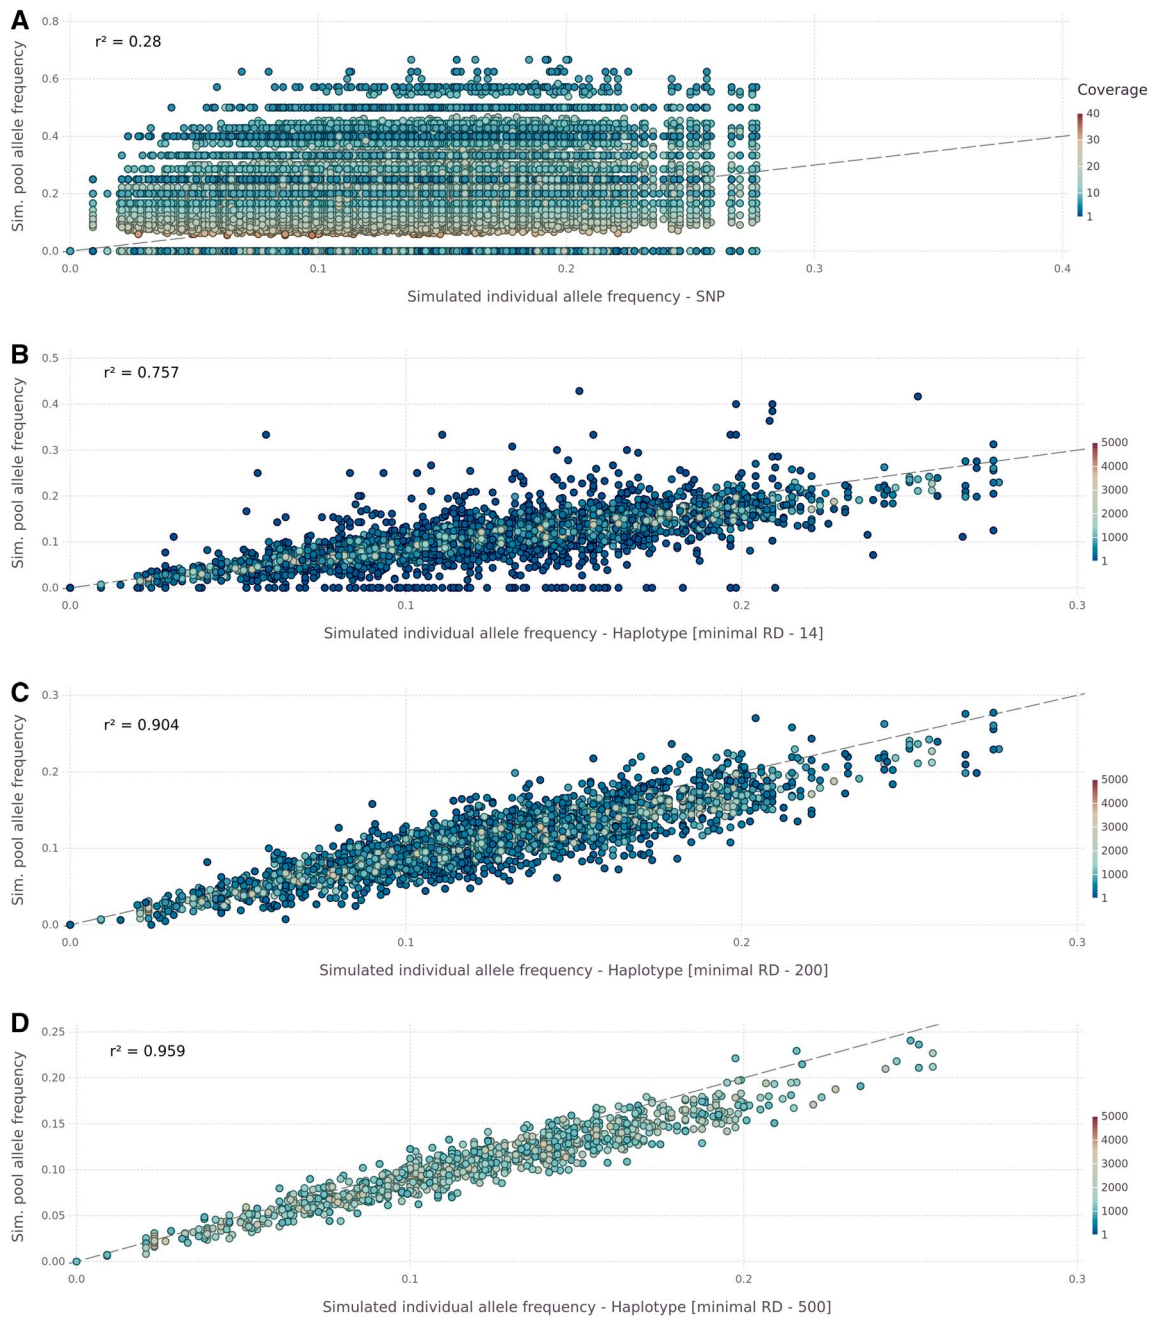 A
r² = 0.28
Sim. pool allele frequency
0.8
0.6
0.4
0.2
0.0
0.0 0.1 0.2 0.3 0.4
Simulated individual allele frequency - SNP
Coverage
40
30
20
10
1
B
r² = 0.757
Sim. pool allele frequency
0.5
0.4
0.3
0.2
0.1
0.0
0.0 0.1 0.2 0.3
Simulated individual allele frequency - Haplotype [minimal RD - 14]
5000
4000
3000
2000
1000
1
C
r² = 0.904
Sim. pool allele frequency
0.3
0.2
0.1
0.0
0.0 0.1 0.2 0.3
Simulated individual allele frequency - Haplotype [minimal RD - 200]
5000
4000
3000
2000
1000
1
D
r² = 0.959
Sim. pool allele frequency
0.25
0.20
0.15
0.10
0.05
0.00
0.0 0.1 0.2 0.3
Simulated individual allele frequency - Haplotype [minimal RD - 500]
5000
4000
3000
2000
1000
1